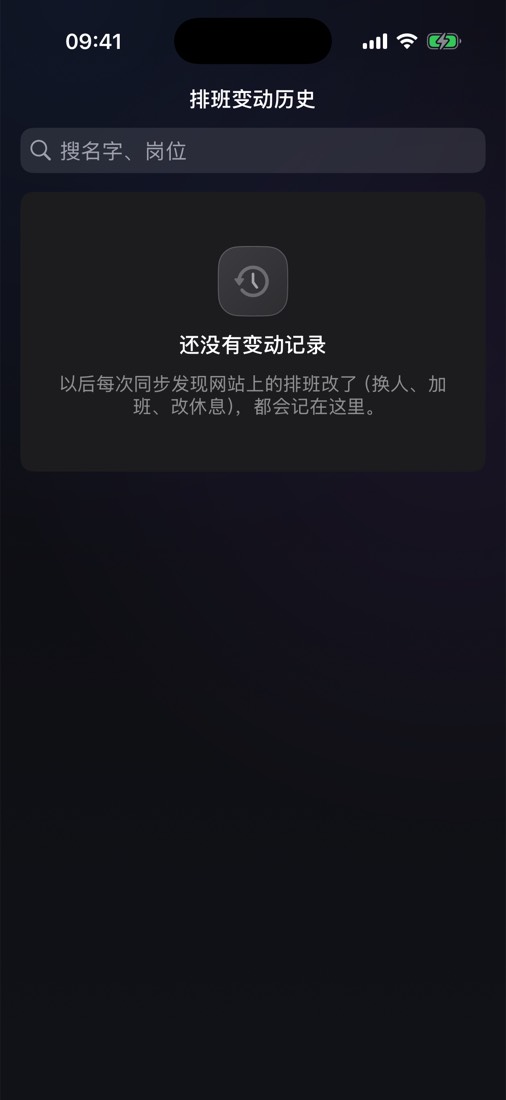 09:41
排班变动历史
搜名字、岗位
还没有变动记录
以后每次同步发现网站上的排班改了（换人、加
班、改休息），都会记在这里。